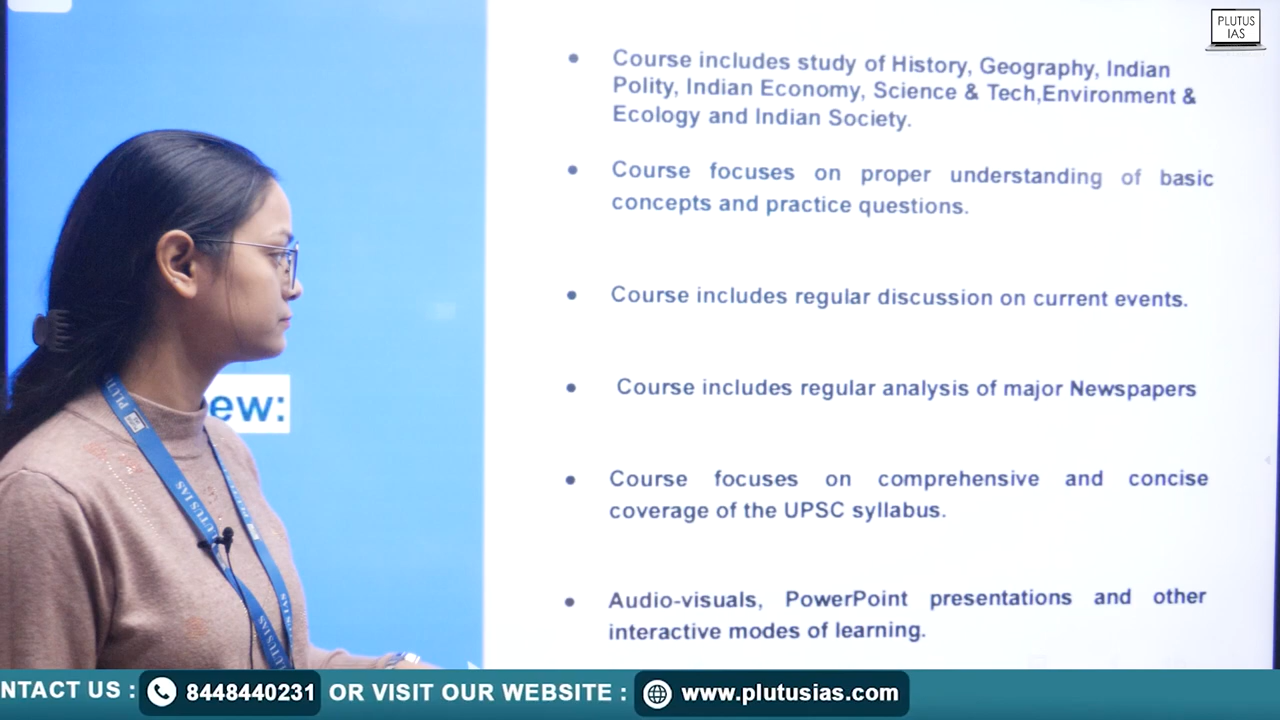 PLUTUS
IAS
• Course includes study of History, Geography, Indian
Polity, Indian Economy, Science & Tech,Environment &
Ecology and Indian Society.
• Course focuses on proper understanding of basic
concepts and practice questions.
• Course includes regular discussion on current events.
• Course includes regular analysis of major Newspapers
• Course focuses on comprehensive and concise
coverage of the UPSC syllabus.
• Audio-visuals, PowerPoint presentations and other
interactive modes of learning.
ew:
PLUTUS IAS
NTACT US : 8448440231 OR VISIT OUR WEBSITE : www.plutusias.com